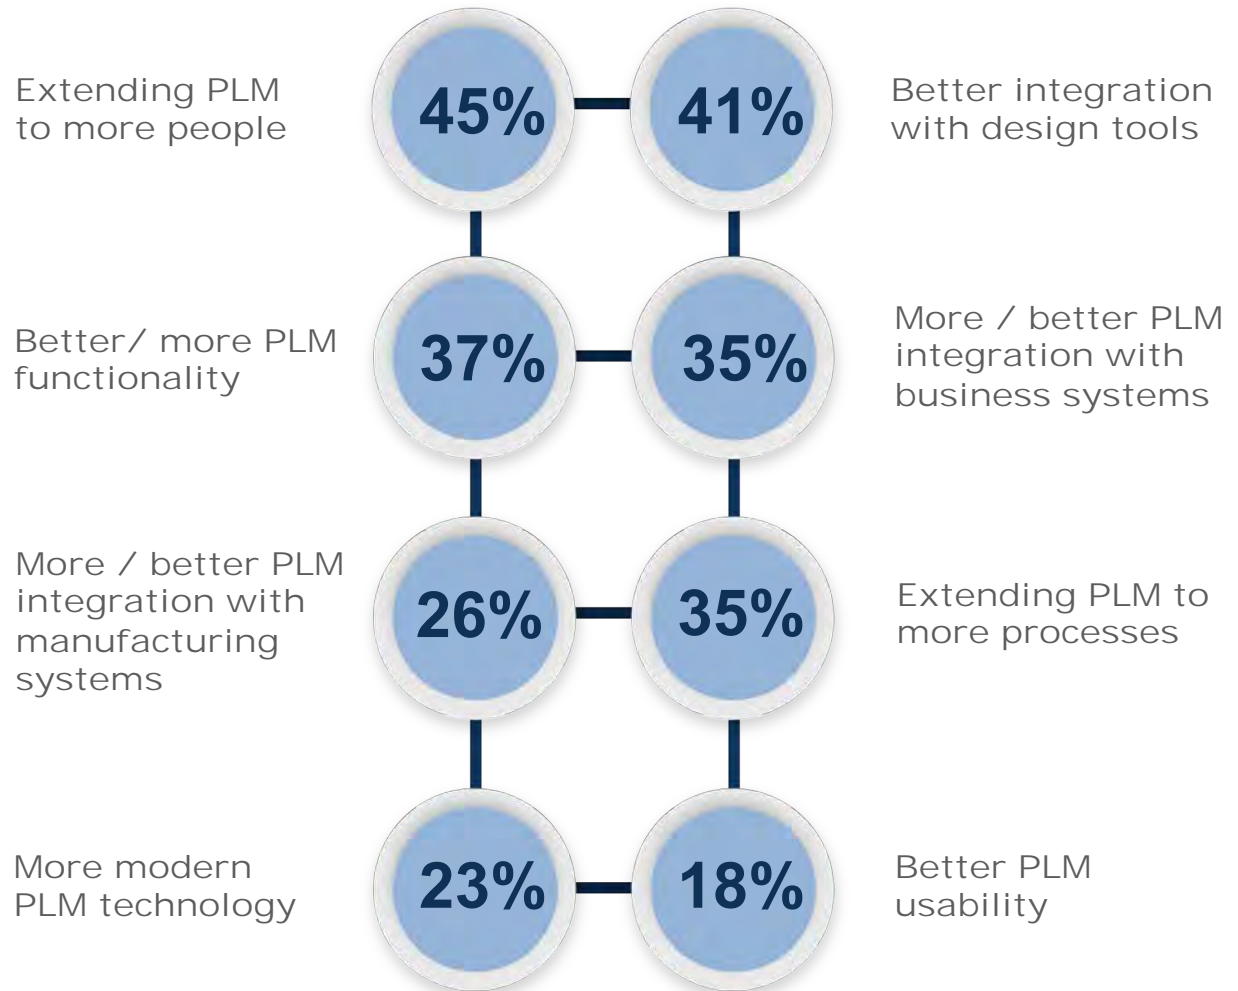 Extending PLM
to more people
45%
41%
Better integration
with design tools
Better/ more PLM
functionality
37%
35%
More / better PLM
integration with
business systems
More / better PLM
integration with
manufacturing
systems
26%
35%
Extending PLM to
more processes
More modern
PLM technology
23%
18%
Better PLM
usability